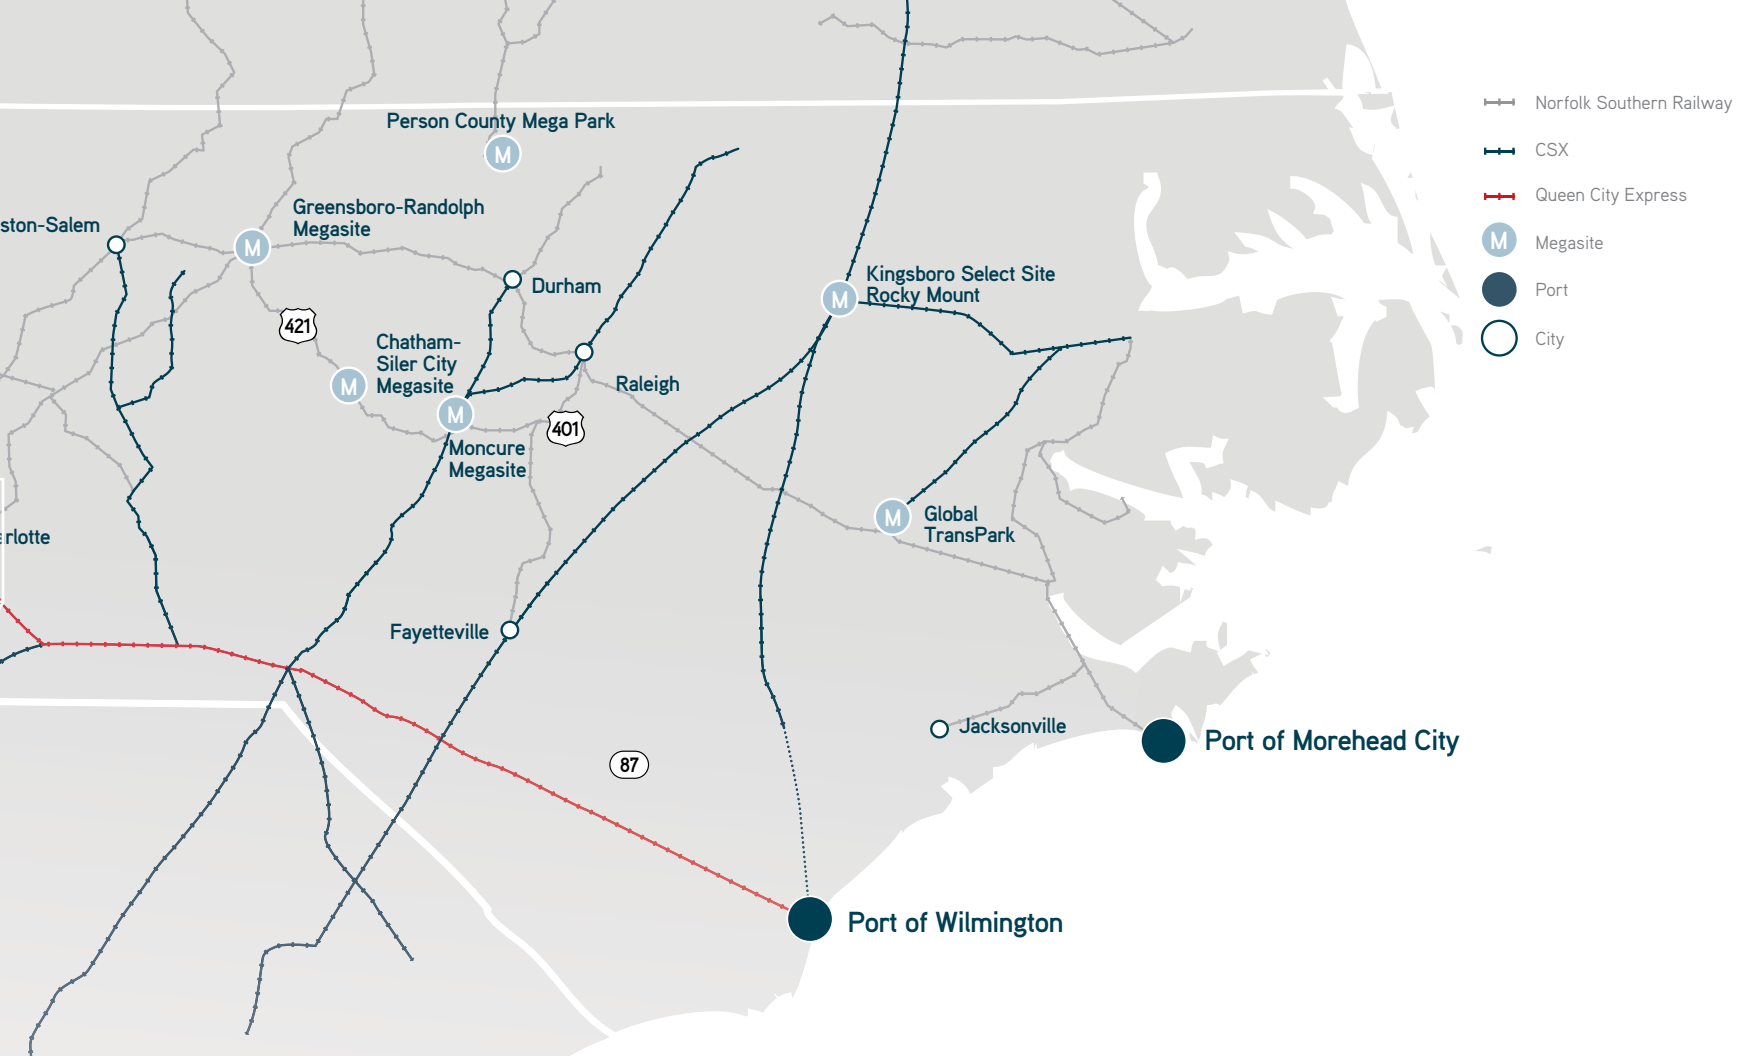 Norfolk Southern Railway
CSX
Queen City Express
M Megasite
Port
City
Person County Mega Park
M
ston-Salem
Greensboro-Randolph
Megasite
M
Durham
Kingsboro Select Site
Rocky Mount
M
421
Chatham-
Siler City
Megasite
M
Raleigh
M
401
Moncure
Megasite
M
Global
TransPark
rlotte
Fayetteville
Jacksonville
Port of Morehead City
87
Port of Wilmington